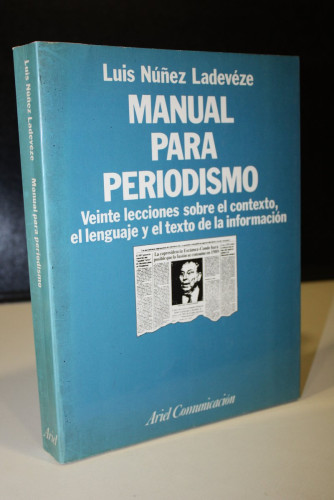 Luis Núñez Ladevéze
MANUAL
PARA
PERIODISMO
Veinte lecciones sobre el contexto,
el lenguaje y el texto de la información
Ariel Comunicación
Luis Núñez Ladevéze
Manual para periodismo
Ariel